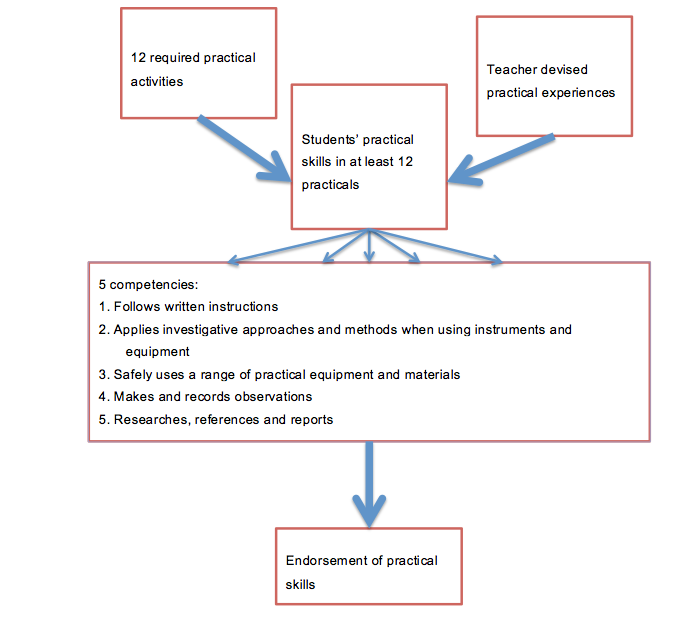 12 required practical
activities
Teacher devised
practical experiences
Students’ practical
skills in at least 12
practicals
5 competencies:
1. Follows written instructions
2. Applies investigative approaches and methods when using instruments and
equipment
3. Safely uses a range of practical equipment and materials
4. Makes and records observations
5. Researches, references and reports
Endorsement of practical
skills